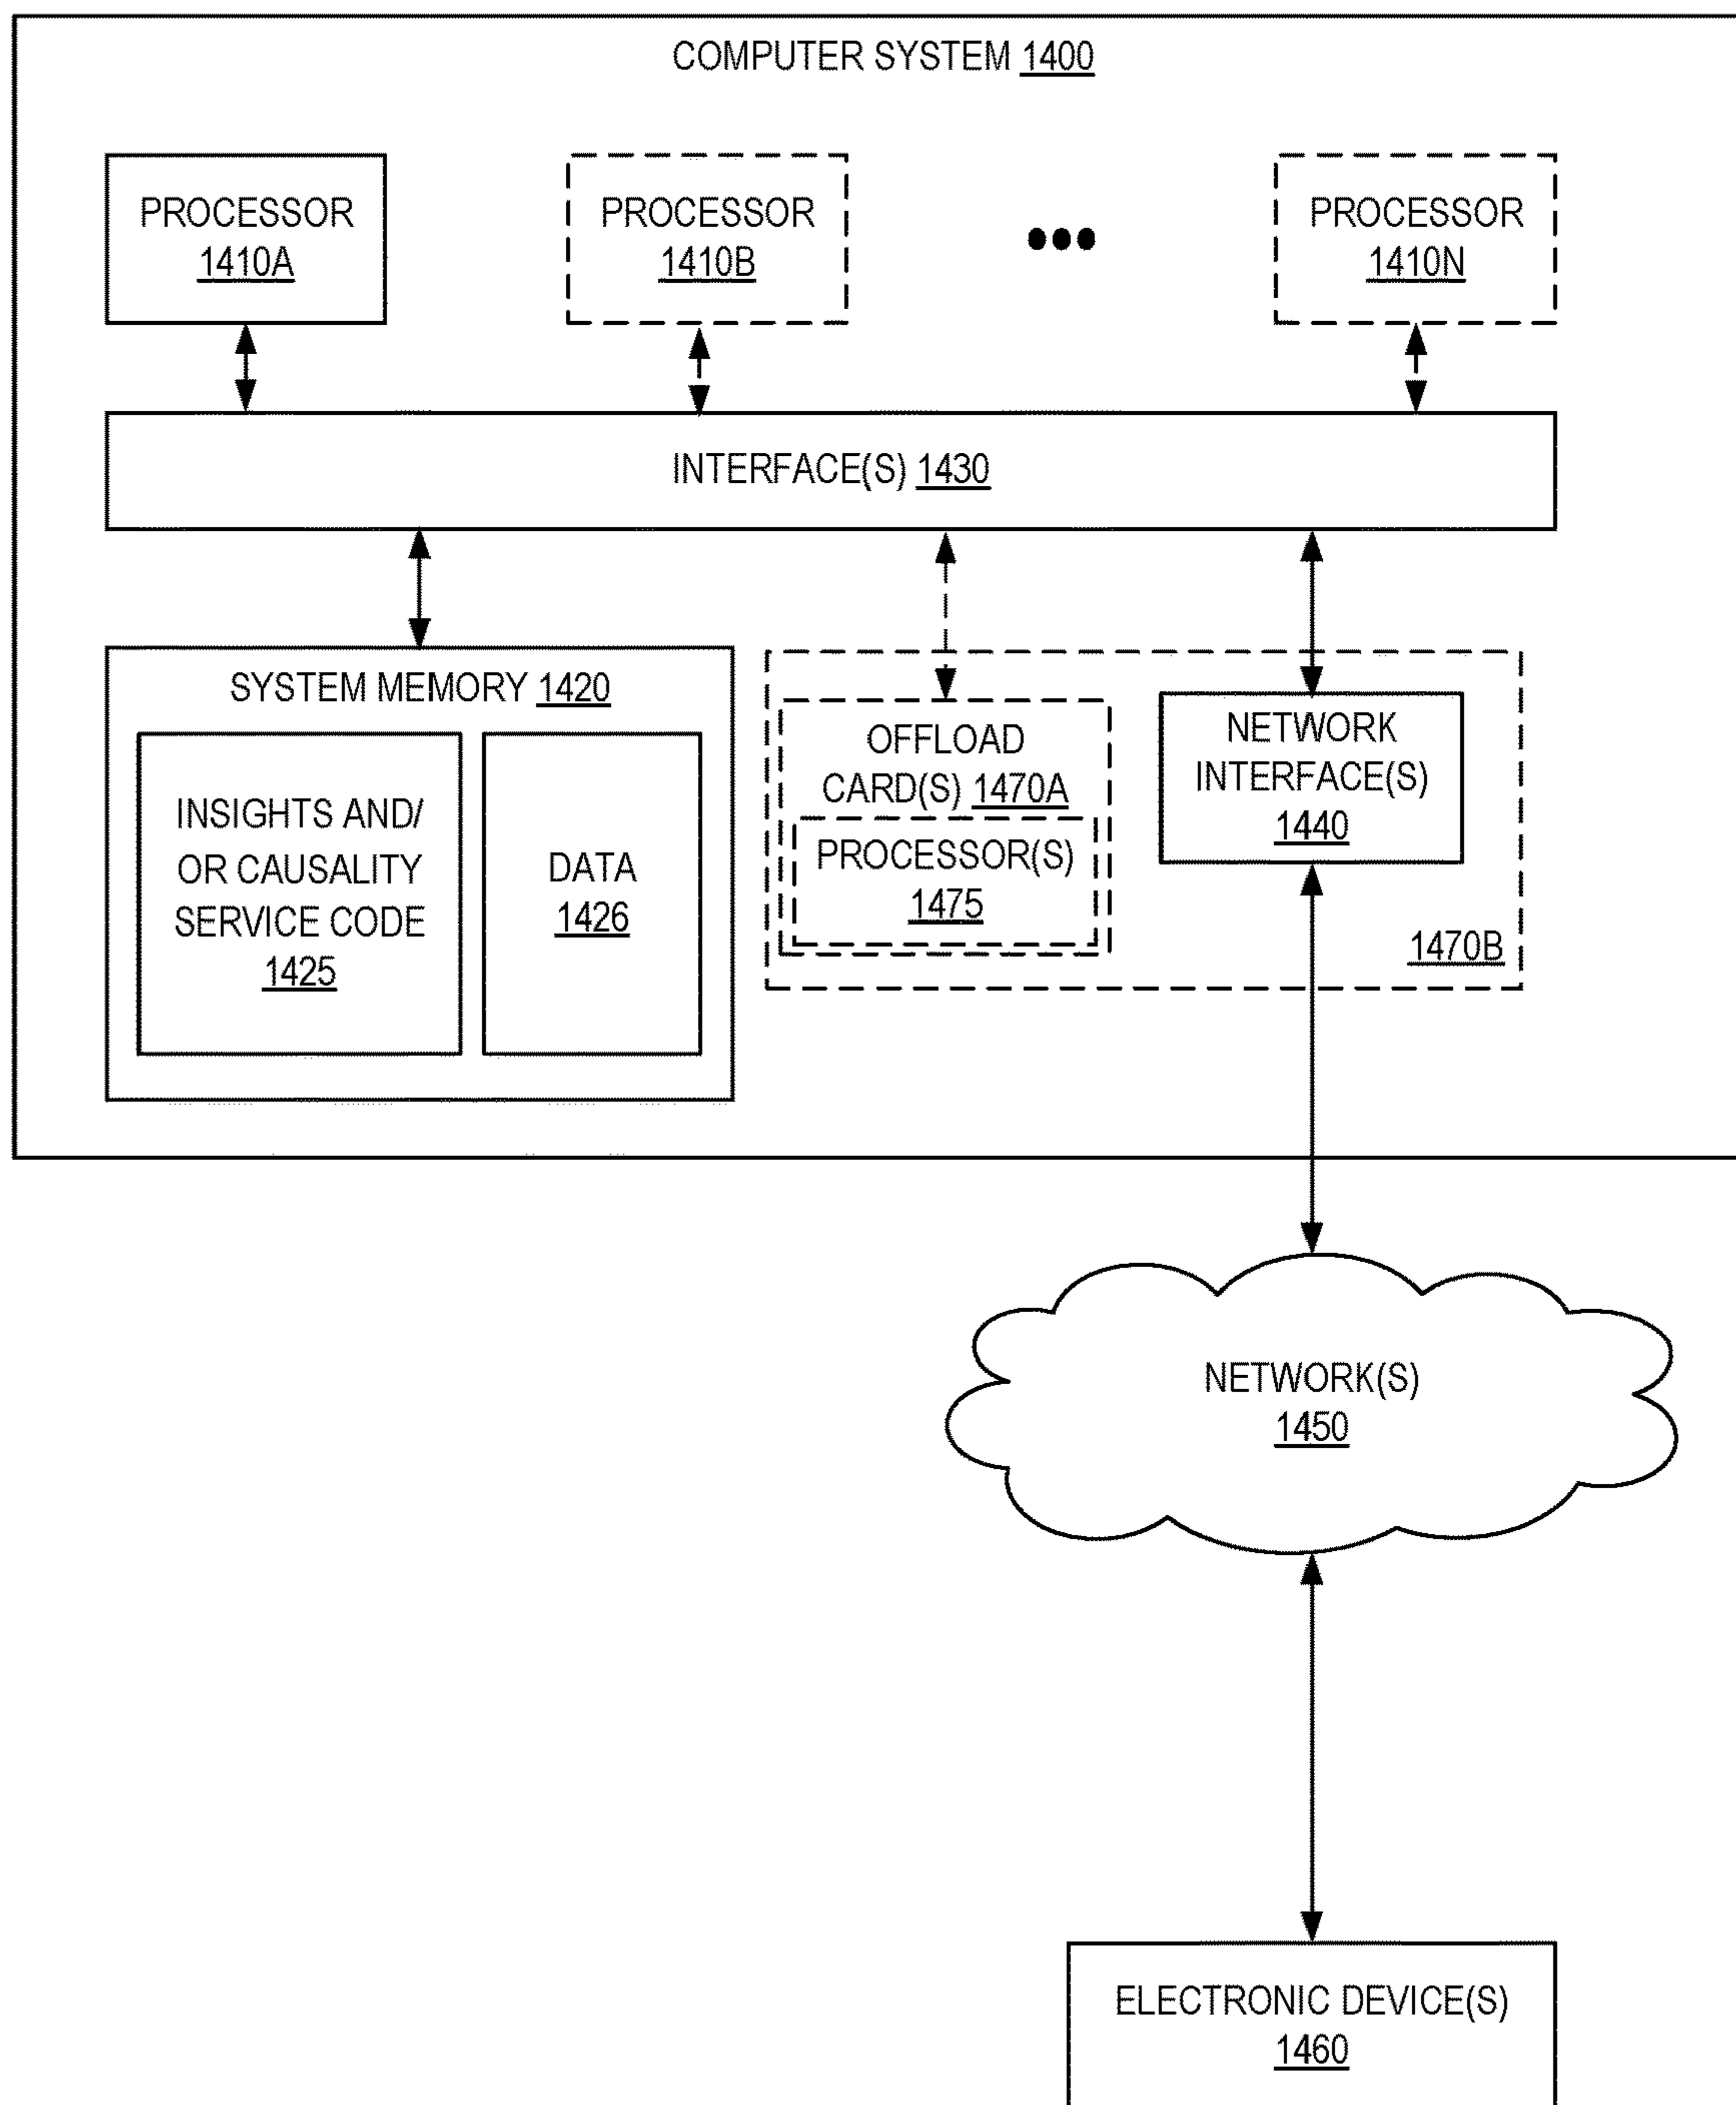 COMPUTER SYSTEM 1400
PROCESSOR
1410A
PROCESSOR
1410B
PROCESSOR
1410N
INTERFACE(S) 1430
SYSTEM MEMORY 1420
INSIGHTS AND/
OR CAUSALITY
SERVICE CODE
1425
DATA
1426
OFFLOAD
CARD(S) 1470A
PROCESSOR(S)
1475
NETWORK
INTERFACE(S)
1440
1470B
NETWORK(S)
1450
ELECTRONIC DEVICE(S)
1460